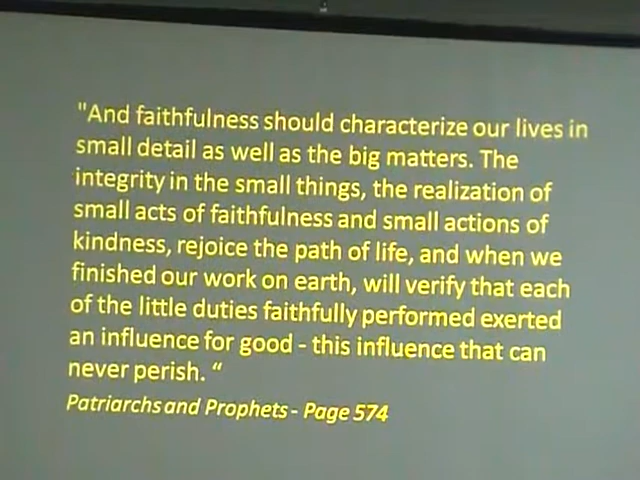 "And faithfulness should characterize our lives in
small detail as well as the big matters. The
integrity in the small things, the realization of
small acts of faithfulness and small actions of
kindness, rejoice the path of life, and when we
finished our work on earth, will verify that each
of the little duties faithfully performed exerted
an influence for good - this influence that can
never perish. “
Patriarchs and Prophets - Page 574